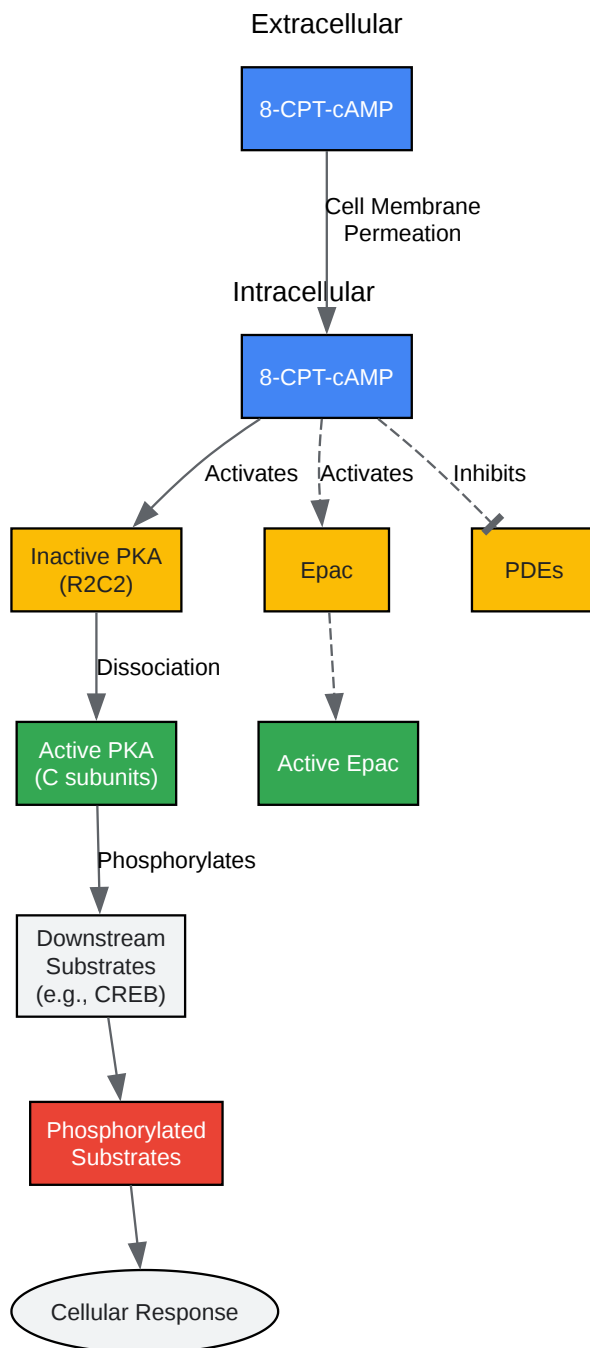 Extracellular
8-CPT-cAMP
Cell Membrane
Permeation
Intracellular
8-CPT-cAMP
Activates
Activates
Inhibits
Inactive PKA
(R2C2)
Epac
PDEs
Dissociation
Active PKA
(C subunits)
Active Epac
Phosphorylates
Downstream
Substrates
(e.g., CREB)
Phosphorylated
Substrates
Cellular Response